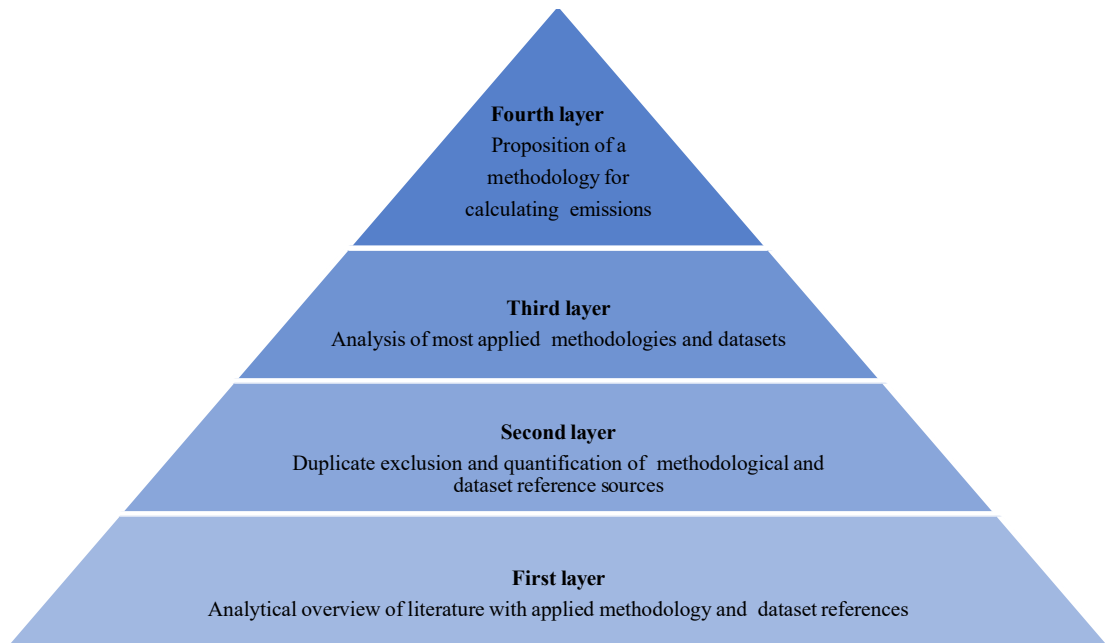 Fourth layer
Proposition of a
methodology for
calculating emissions
Third layer
Analysis of most applied methodologies and datasets
Second layer
Duplicate exclusion and quantification of methodological and
dataset reference sources
First layer
Analytical overview of literature with applied methodology and dataset references